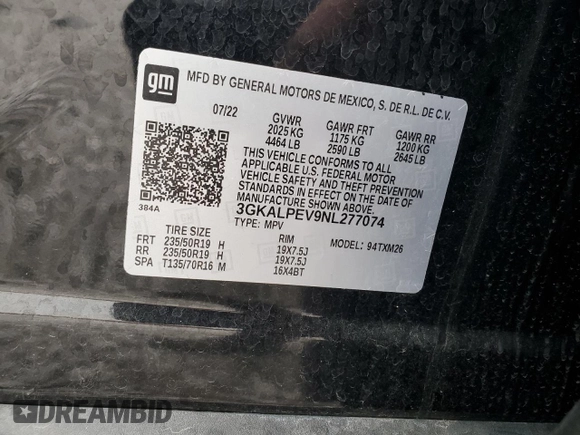 gm
MFD BY GENERAL MOTORS DE MEXICO, S. DE R.L. DE C.V.
07/22 GVWR GAWR FRT GAWR RR
2025 KG 1175 KG 1200 KG
4464 LB 2590 LB 2645 LB
THIS VEHICLE CONFORMS TO ALL
APPLICABLE U.S. FEDERAL MOTOR
VEHICLE SAFETY AND THEFT PREVENTION
STANDARDS IN EFFECT ON THE DATE OF
MANUFACTURE SHOWN ABOVE.
384A 3GKALPEV9NL277074
TYPE: MPV MODEL: 94TXM26
TIRE SIZE RIM
FRT 235/50R19 H 19X7.5J
RR 235/50R19 H 19X7.5J
SPA T135/70R16 M 16X4BT
DREAMBID